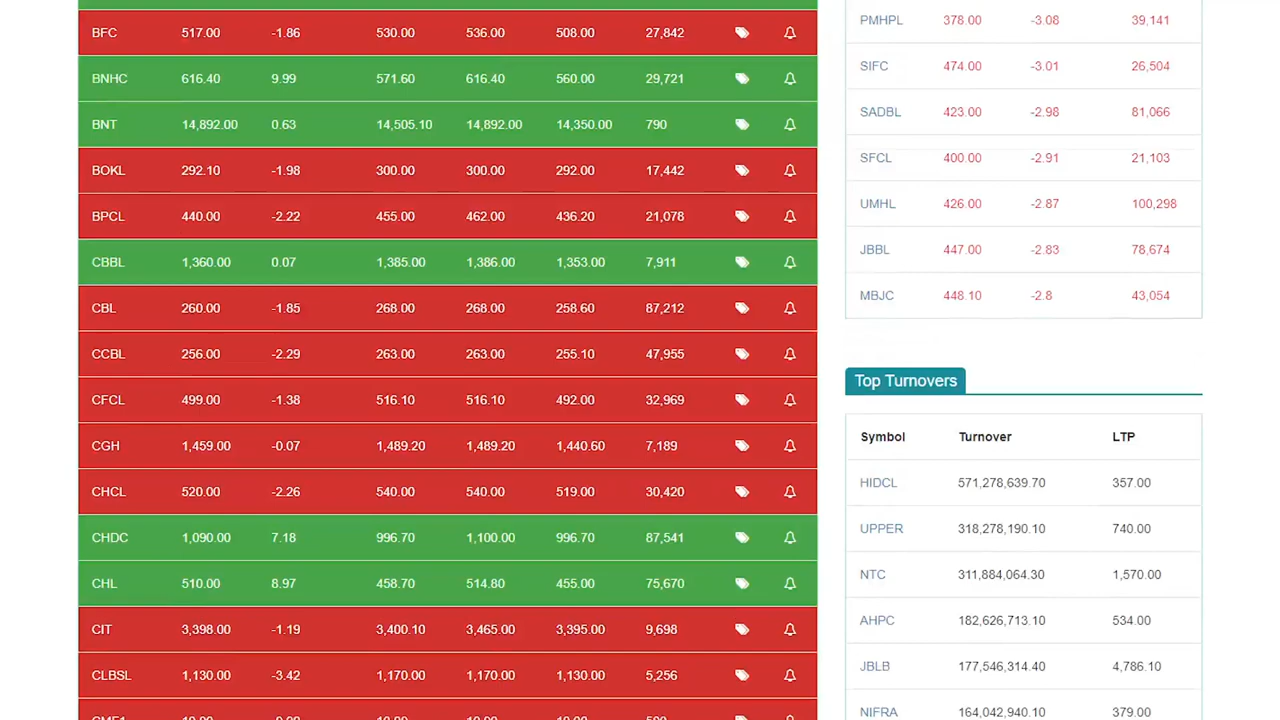 BFC 517.00 -1.86 530.00 536.00 508.00 27,842
BNHC 616.40 9.99 571.60 616.40 560.00 29,721
BNT 14,892.00 0.63 14,505.10 14,892.00 14,350.00 790
BOKL 292.10 -1.98 300.00 300.00 292.00 17,442
BPCL 440.00 -2.22 455.00 462.00 436.20 21,078
CBBL 1,360.00 0.07 1,385.00 1,386.00 1,353.00 7,911
CBL 260.00 -1.85 268.00 268.00 258.60 87,212
CCBL 256.00 -2.29 263.00 263.00 255.10 47,955
CFCL 499.00 -1.38 516.10 516.10 492.00 32,969
CGH 1,459.00 -0.07 1,489.20 1,489.20 1,440.60 7,189
CHCL 520.00 -2.26 540.00 540.00 519.00 30,420
CHDC 1,090.00 7.18 996.70 1,100.00 996.70 87,541
CHL 510.00 8.97 458.70 514.80 455.00 75,670
CIT 3,398.00 -1.19 3,400.10 3,465.00 3,395.00 9,698
CLBSL 1,130.00 -3.42 1,170.00 1,170.00 1,130.00 5,256
PMHPL 378.00 -3.08 39,141
SIFC 474.00 -3.01 26,504
SADBL 423.00 -2.98 81,066
SFCL 400.00 -2.91 21,103
UMHL 426.00 -2.87 100,298
JBBL 447.00 -2.83 78,674
MBJC 448.10 -2.8 43,054
Top Turnovers
Symbol Turnover LTP
HIDCL 571,278,639.70 357.00
UPPER 318,278,190.10 740.00
NTC 311,884,064.30 1,570.00
AHPC 182,626,713.10 534.00
JBLB 177,546,314.40 4,786.10
NIFRA 164,042,940.10 379.00